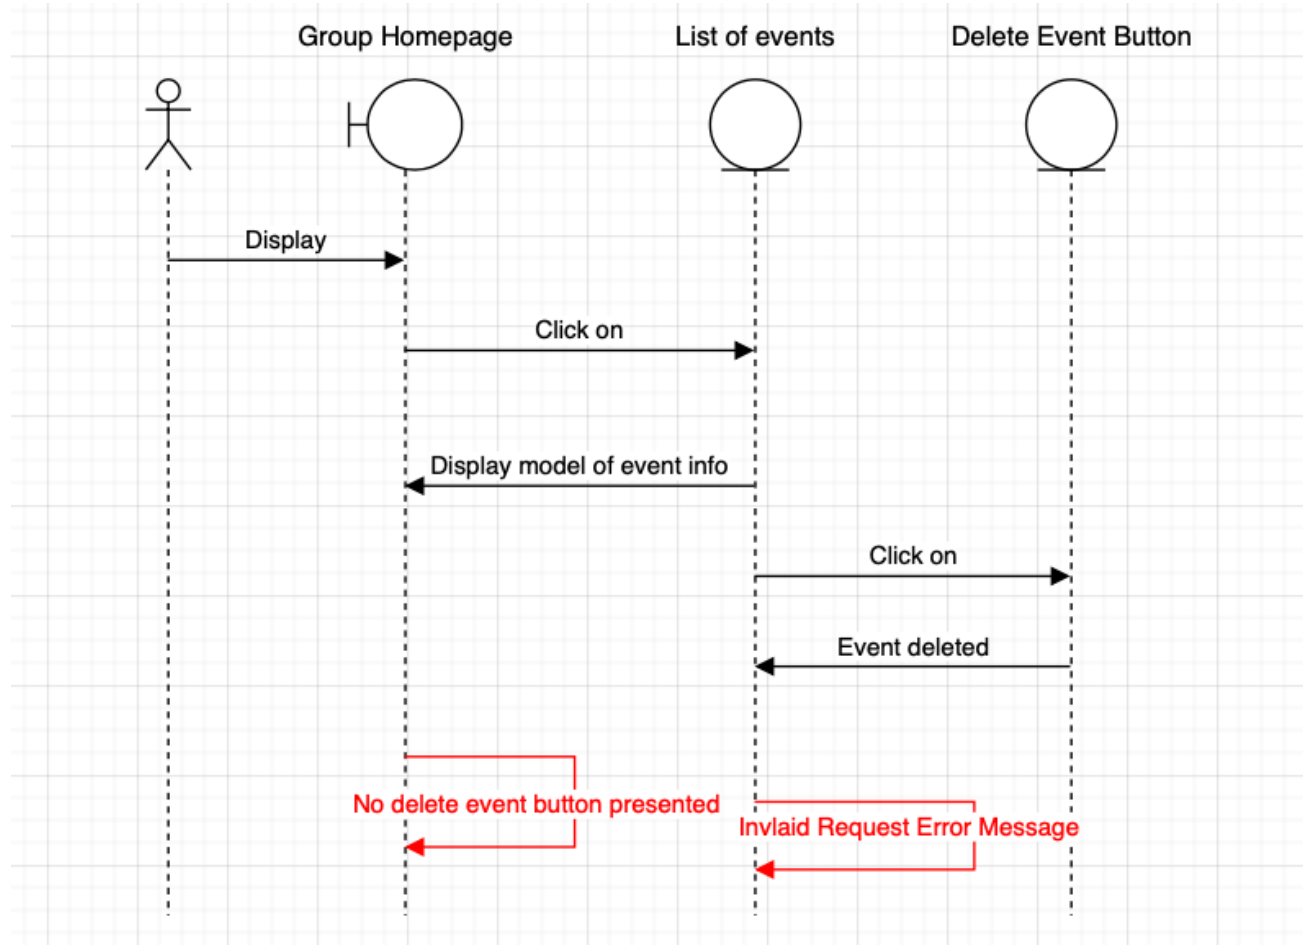 Group Homepage
List of events
Delete Event Button
Display
Click on
Display model of event info
Click on
Event deleted
No delete event button presented
Invlaid Request Error Message